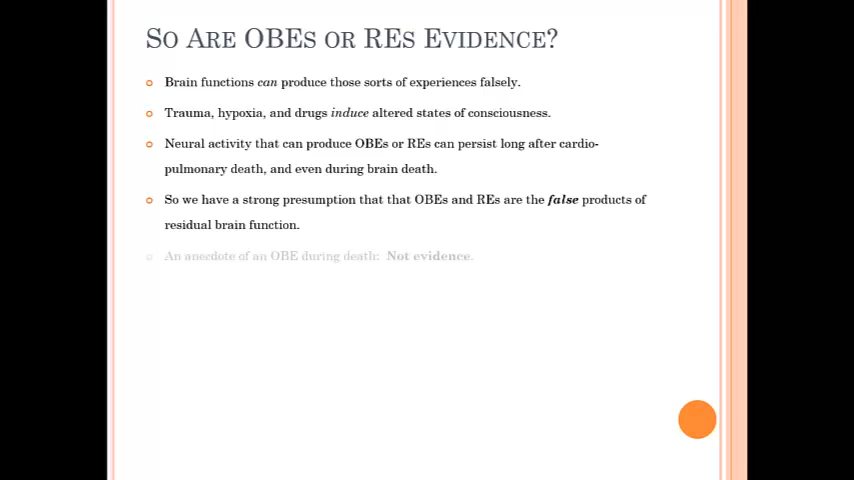 So Are OBEs or REs Evidence?
Brain functions can produce those sorts of experiences falsely.
Trauma, hypoxia, and drugs induce altered states of consciousness.
Neural activity that can produce OBEs or REs can persist long after cardio-
pulmonary death, and even during brain death.
So we have a strong presumption that that OBEs and REs are the false products of
residual brain function.
An anecdote of an OBE during death: Not evidence.